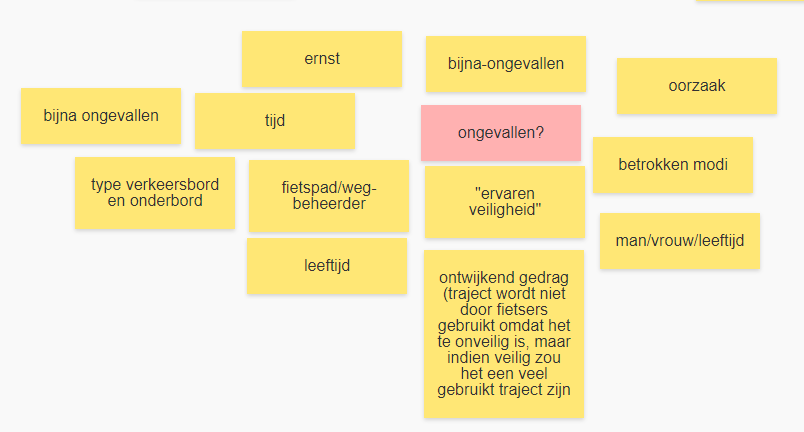 ernst
bijna-ongevallen
oorzaak
bijna ongevallen
tijd
ongevallen?
betrokken modi
type verkeersbord
en onderbord
fietspad/weg-
beheerder
"ervaren
veiligheid"
man/vrouw/leeftijd
leeftijd
ontwijkend gedrag
(traject wordt niet
door fietsers
gebruikt omdat het
te onveilig is, maar
indien veilig zou
het een veel
gebruikt traject zijn